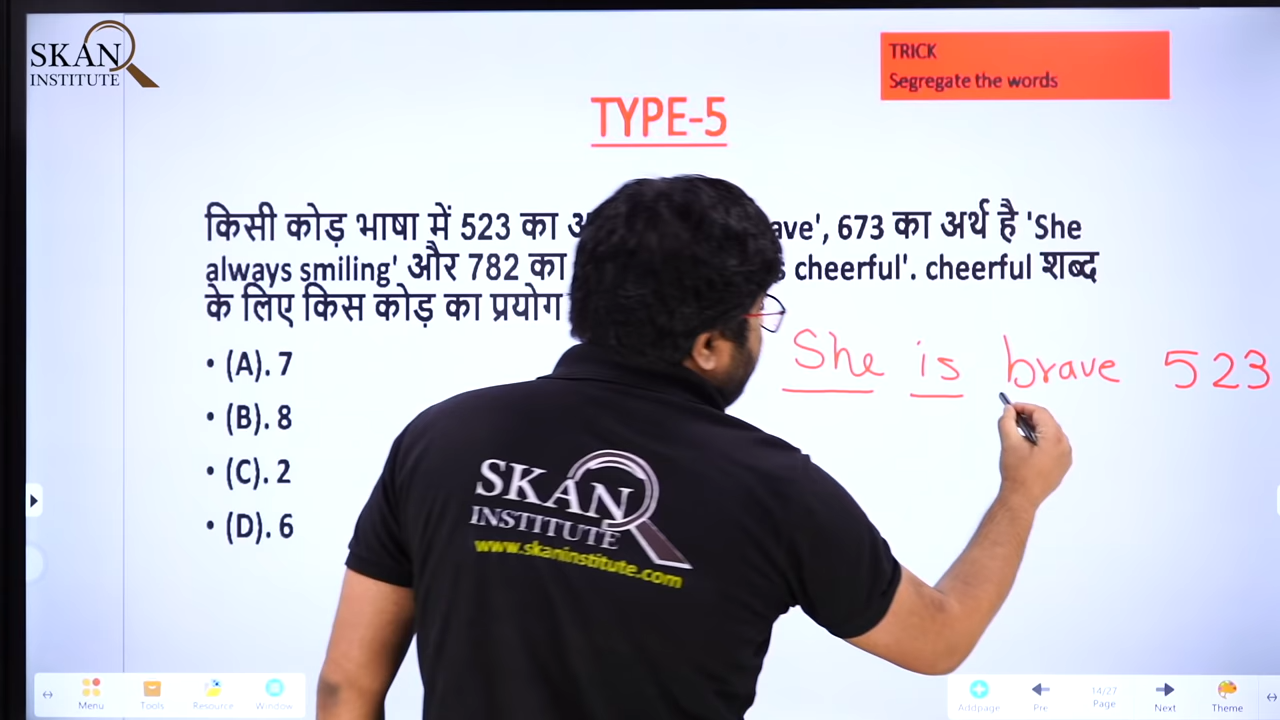 SKAN
INSTITUTE
TRICK
Segregate the words
TYPE-5
किसी कोड़ भाषा में 523 का 673 का अर्थ है 'She
always smiling' और 782 का cheerful'. cheerful शब्द
के लिए किस कोड़ का प्रयोग
• (A). 7
• (B). 8
• (C). 2
• (D). 6
She is brave 523
SKAN
INSTITUTE
www.skaninstitute.com
Menu Tools Resource Window
Addpage Pre 14/27 Page Next Theme